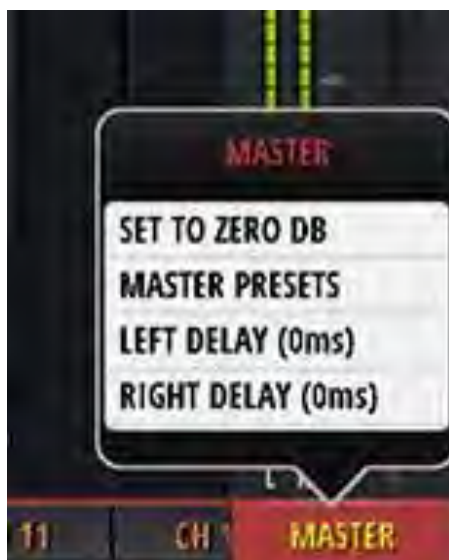 MASTER
SET TO ZERO DB
MASTER PRESETS
LEFT DELAY (0ms)
RIGHT DELAY (0ms)
L
11 CH MASTER